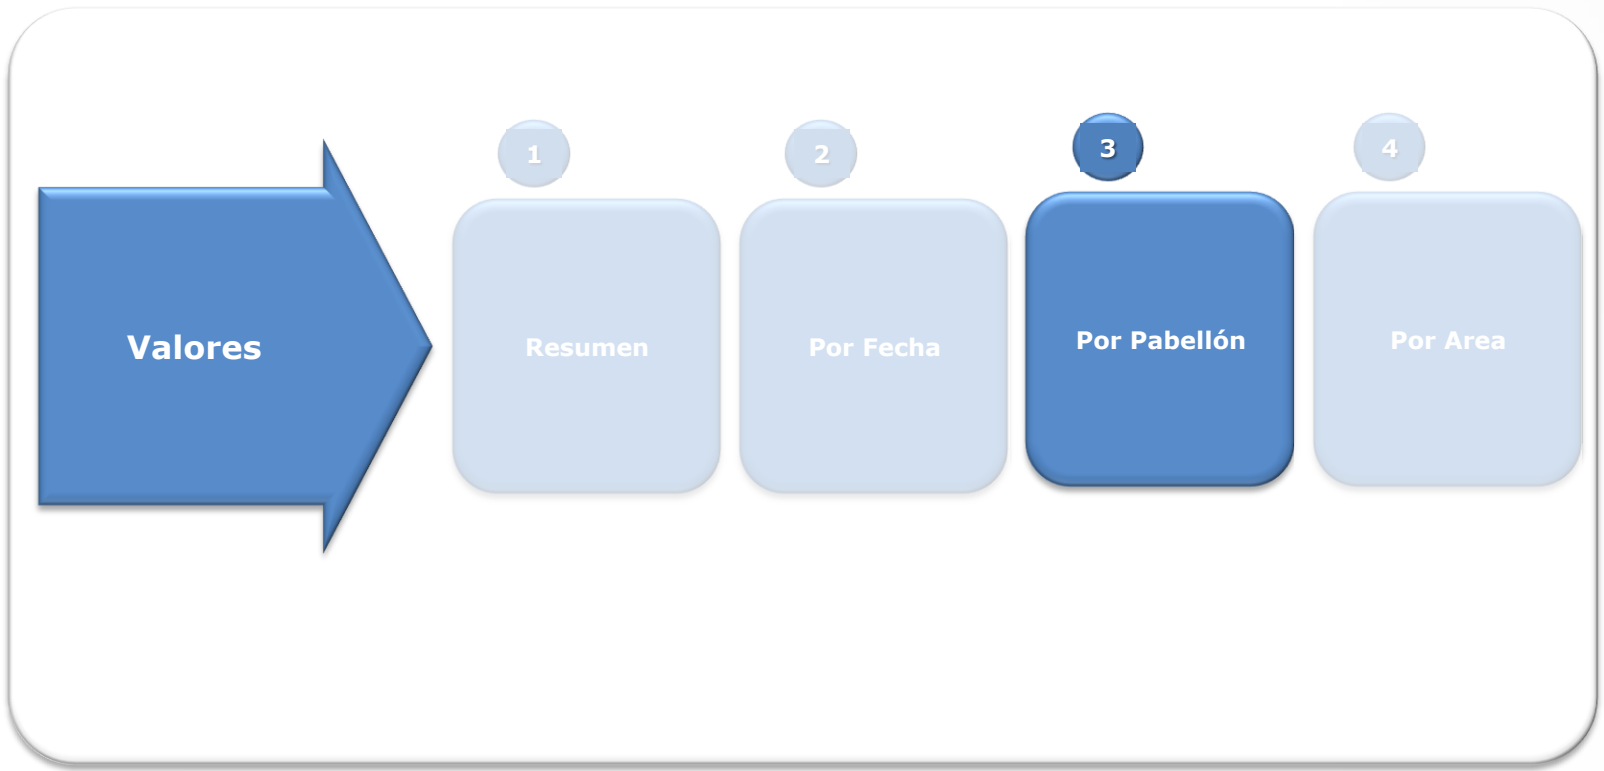 1
2
3
4
Valores
Resumen
Por Fecha
Por Pabellón
Por Area